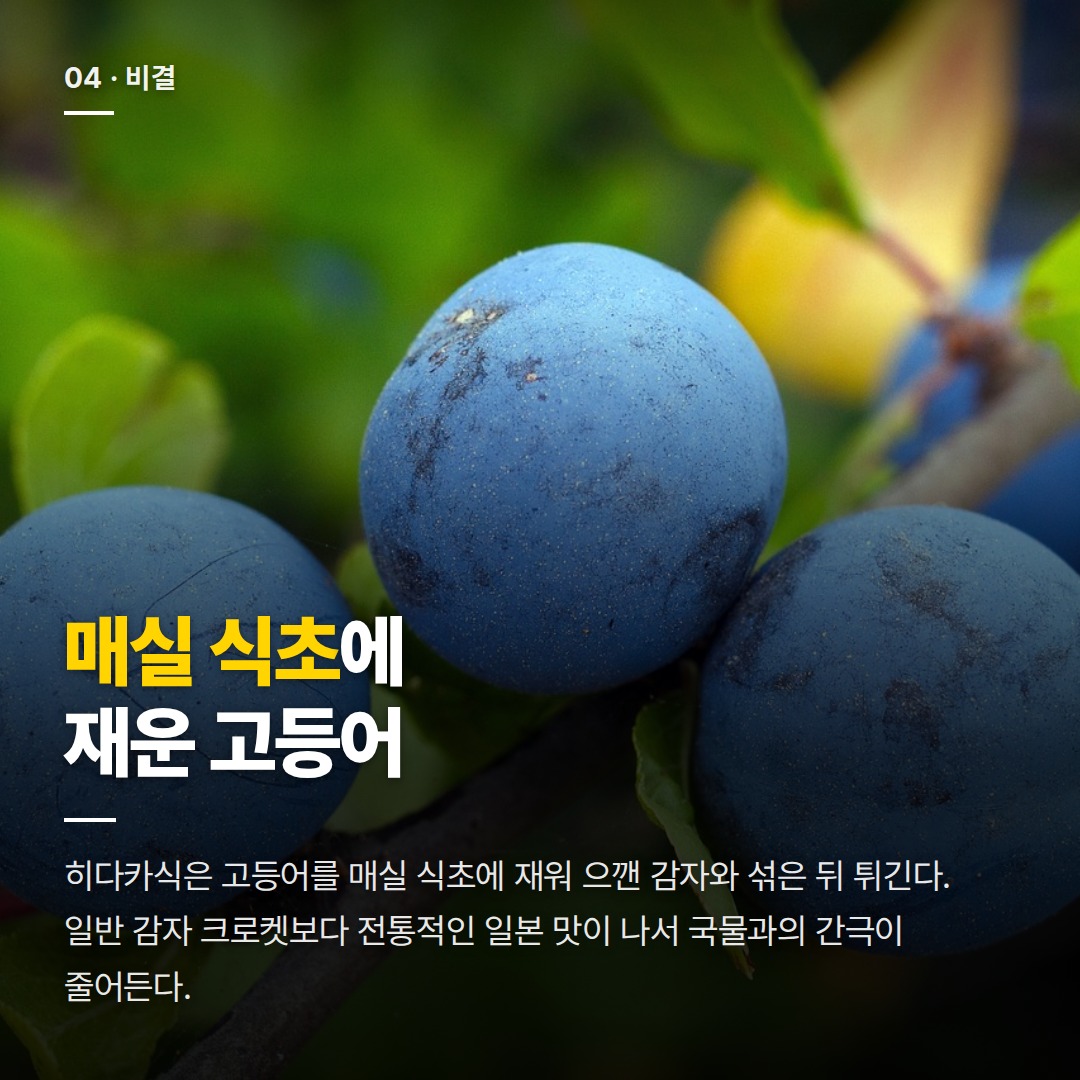 04 · 비결
매실 식초에
재운 고등어
히다카식은 고등어를 매실 식초에 재워 으깬 감자와 섞은 뒤 튀긴다.
일반 감자 크로켓보다 전통적인 일본 맛이 나서 국물과의 간극이
줄어든다.